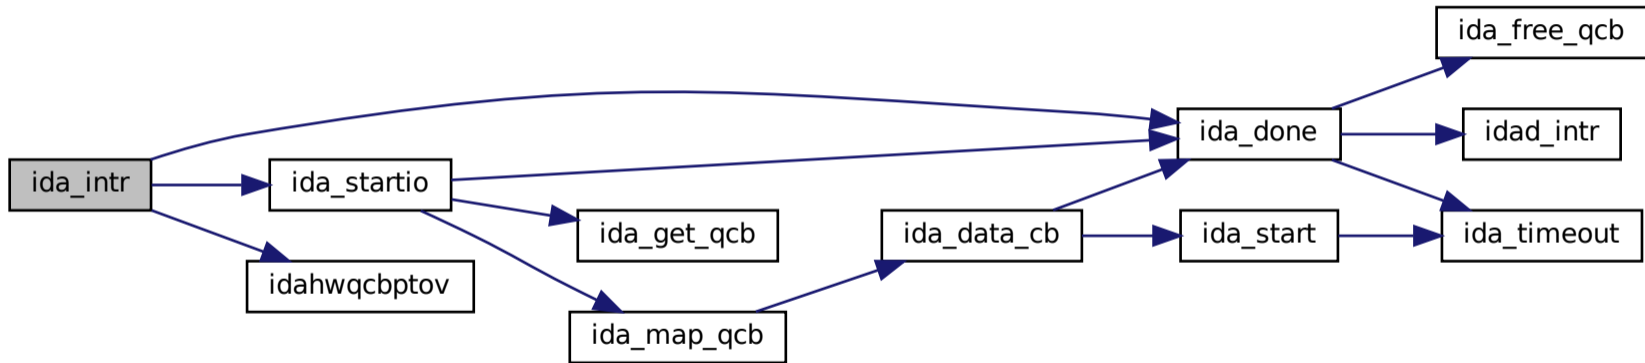 ida_free_qcb
ida_done
idad_intr
ida_intr
ida_startio
ida_get_qcb
ida_data_cb
ida_start
ida_timeout
idahwqcbptov
ida_map_qcb